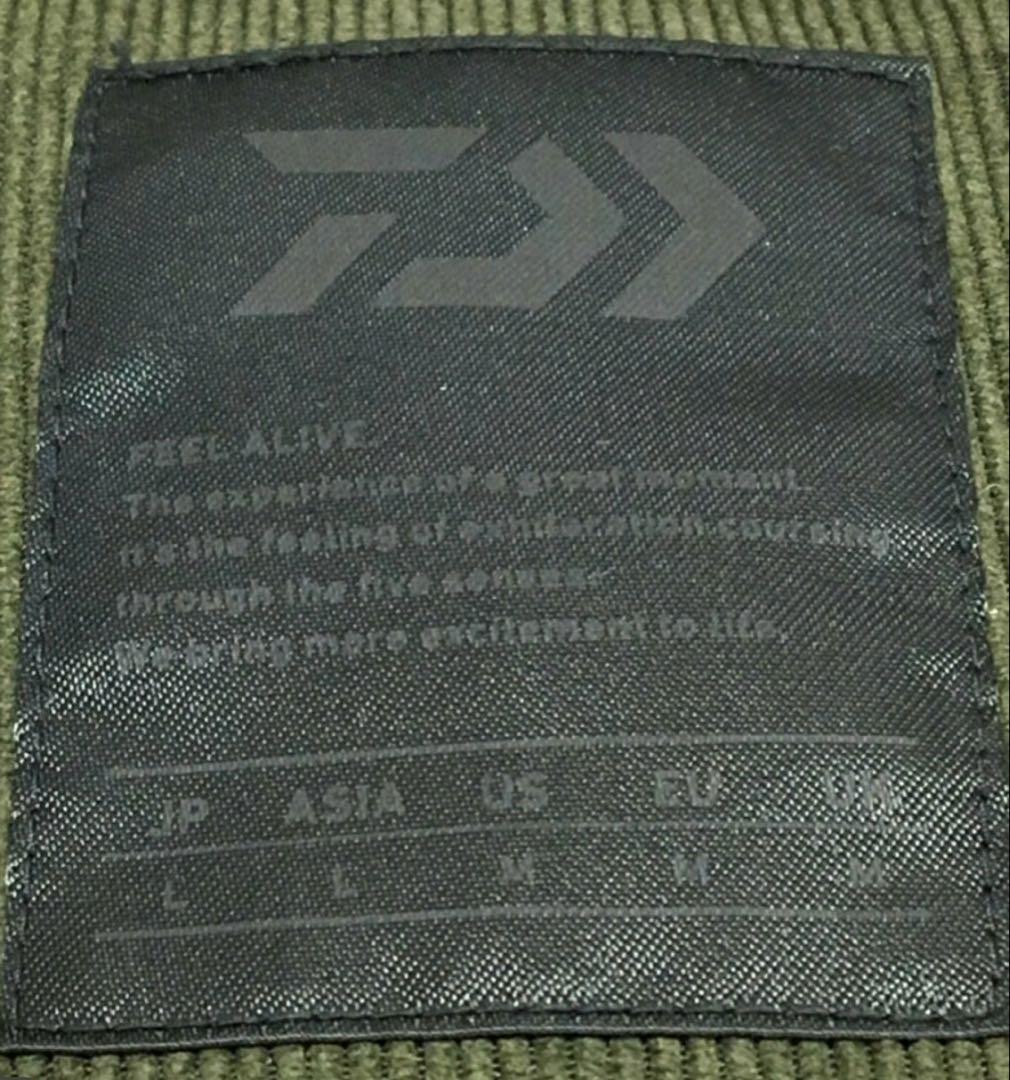 FEEL ALIVE.
The experience of a great moment.
It's the feeling of exhilaration coursing
through the five senses.
We bring more excitement to life.
JP ASIA US EU UK
L L M M M